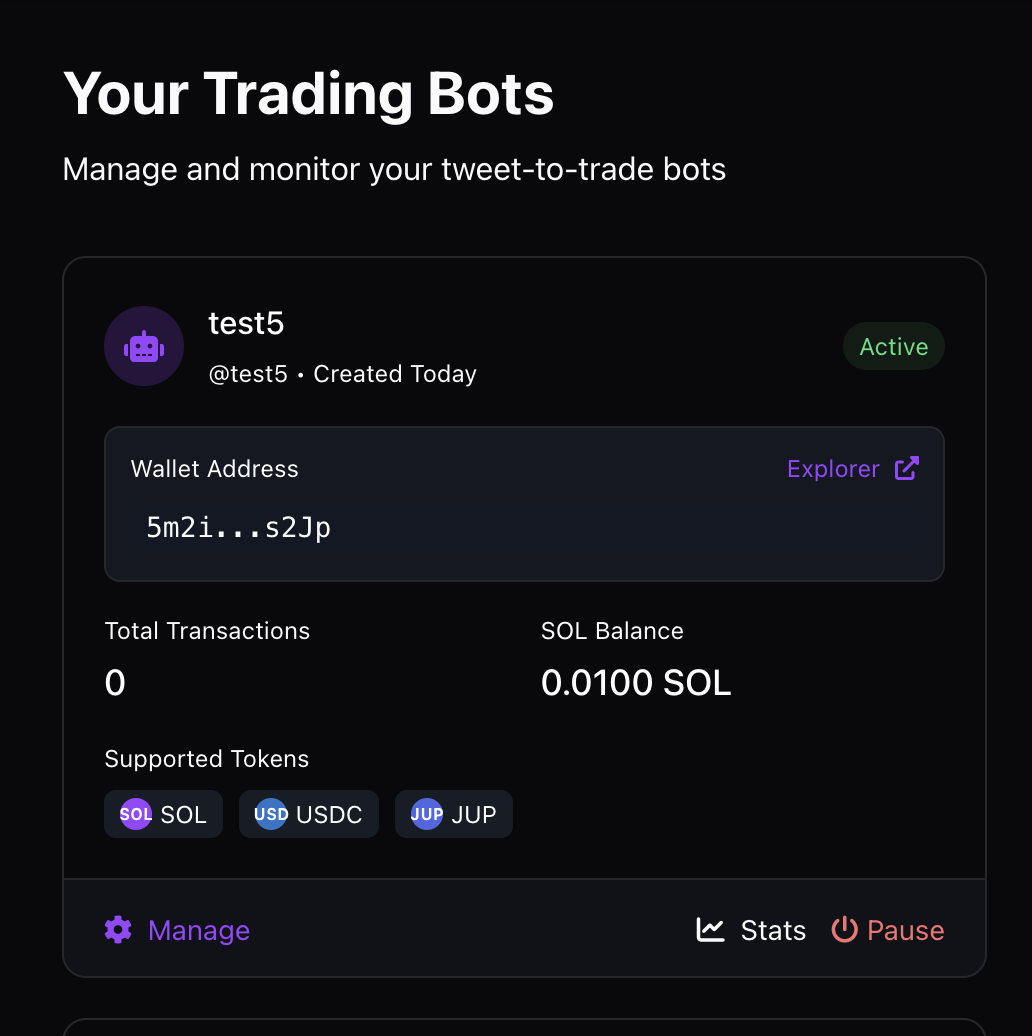 Your Trading Bots
Manage and monitor your tweet-to-trade bots
test5
Active
@test5 • Created Today
Wallet Address
Explorer
5m2i...s2Jp
Total Transactions
SOL Balance
0
0.0100 SOL
Supported Tokens
SOL SOL
USD USDC
JUP JUP
Manage
Stats
Pause